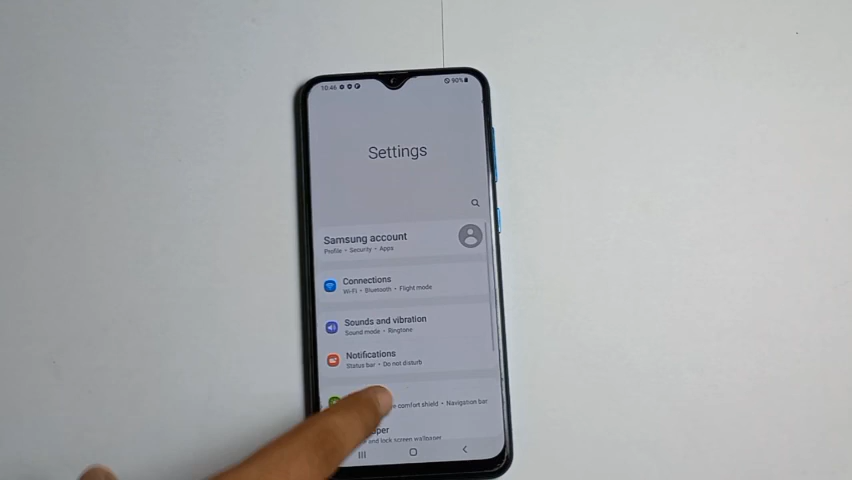 10:46
90%
Settings
Samsung account
Profile • Security • Apps
Connections
Wi-Fi • Bluetooth • Flight mode
Sounds and vibration
Sound mode • Ringtone
Notifications
Status bar • Do not disturb
comfort shield • Navigation bar
and lock screen wallpaper